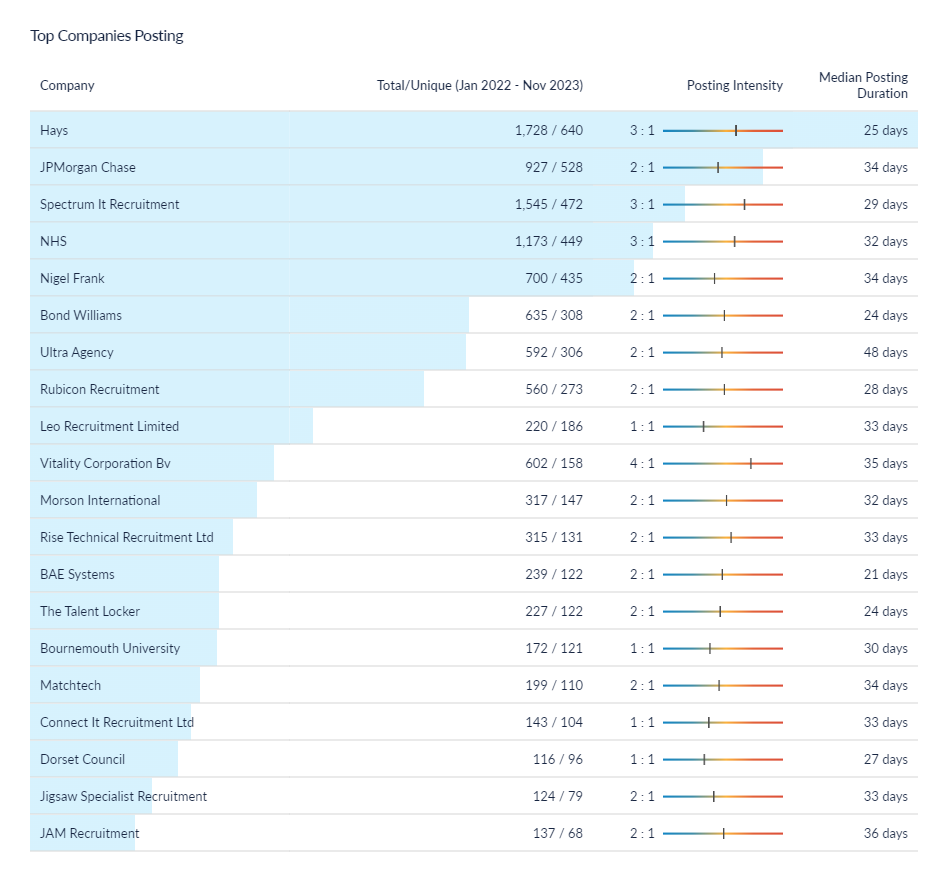 Top Companies Posting
Company Total/Unique (Jan 2022 - Nov 2023) Posting Intensity Median Posting Duration
Hays 1,728 / 640 3 : 1 25 days
JPMorgan Chase 927 / 528 2 : 1 34 days
Spectrum It Recruitment 1,545 / 472 3 : 1 29 days
NHS 1,173 / 449 3 : 1 32 days
Nigel Frank 700 / 435 2 : 1 34 days
Bond Williams 635 / 308 2 : 1 24 days
Ultra Agency 592 / 306 2 : 1 48 days
Rubicon Recruitment 560 / 273 2 : 1 28 days
Leo Recruitment Limited 220 / 186 1 : 1 33 days
Vitality Corporation Bv 602 / 158 4 : 1 35 days
Morson International 317 / 147 2 : 1 32 days
Rise Technical Recruitment Ltd 315 / 131 2 : 1 33 days
BAE Systems 239 / 122 2 : 1 21 days
The Talent Locker 227 / 122 2 : 1 24 days
Bournemouth University 172 / 121 1 : 1 30 days
Matchtech 199 / 110 2 : 1 34 days
Connect It Recruitment Ltd 143 / 104 1 : 1 33 days
Dorset Council 116 / 96 1 : 1 27 days
Jigsaw Specialist Recruitment 124 / 79 2 : 1 33 days
JAM Recruitment 137 / 68 2 : 1 36 days